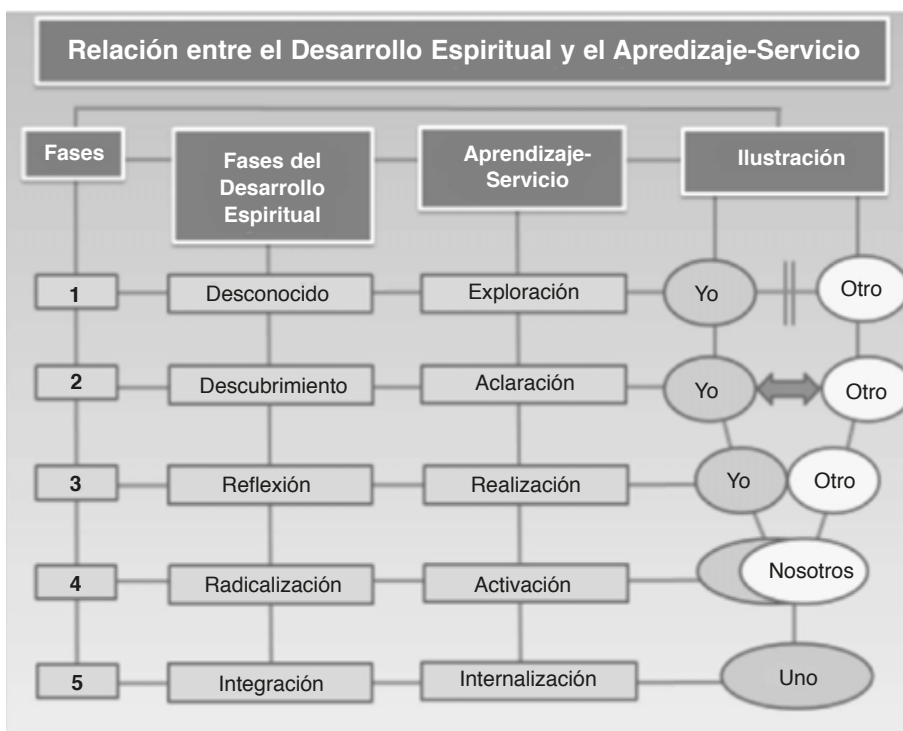 Relación entre el Desarrollo Espiritual y el Apredizaje-Servicio
Fases
Fases del
Desarrollo
Espiritual
Aprendizaje-
Servicio
Ilustración
1
Desconocido
Exploración
Yo
Otro
2
Descubrimiento
Aclaración
Yo
Otro
3
Reflexión
Realización
Yo
Otro
4
Radicalización
Activación
Nosotros
5
Integración
Internalización
Uno